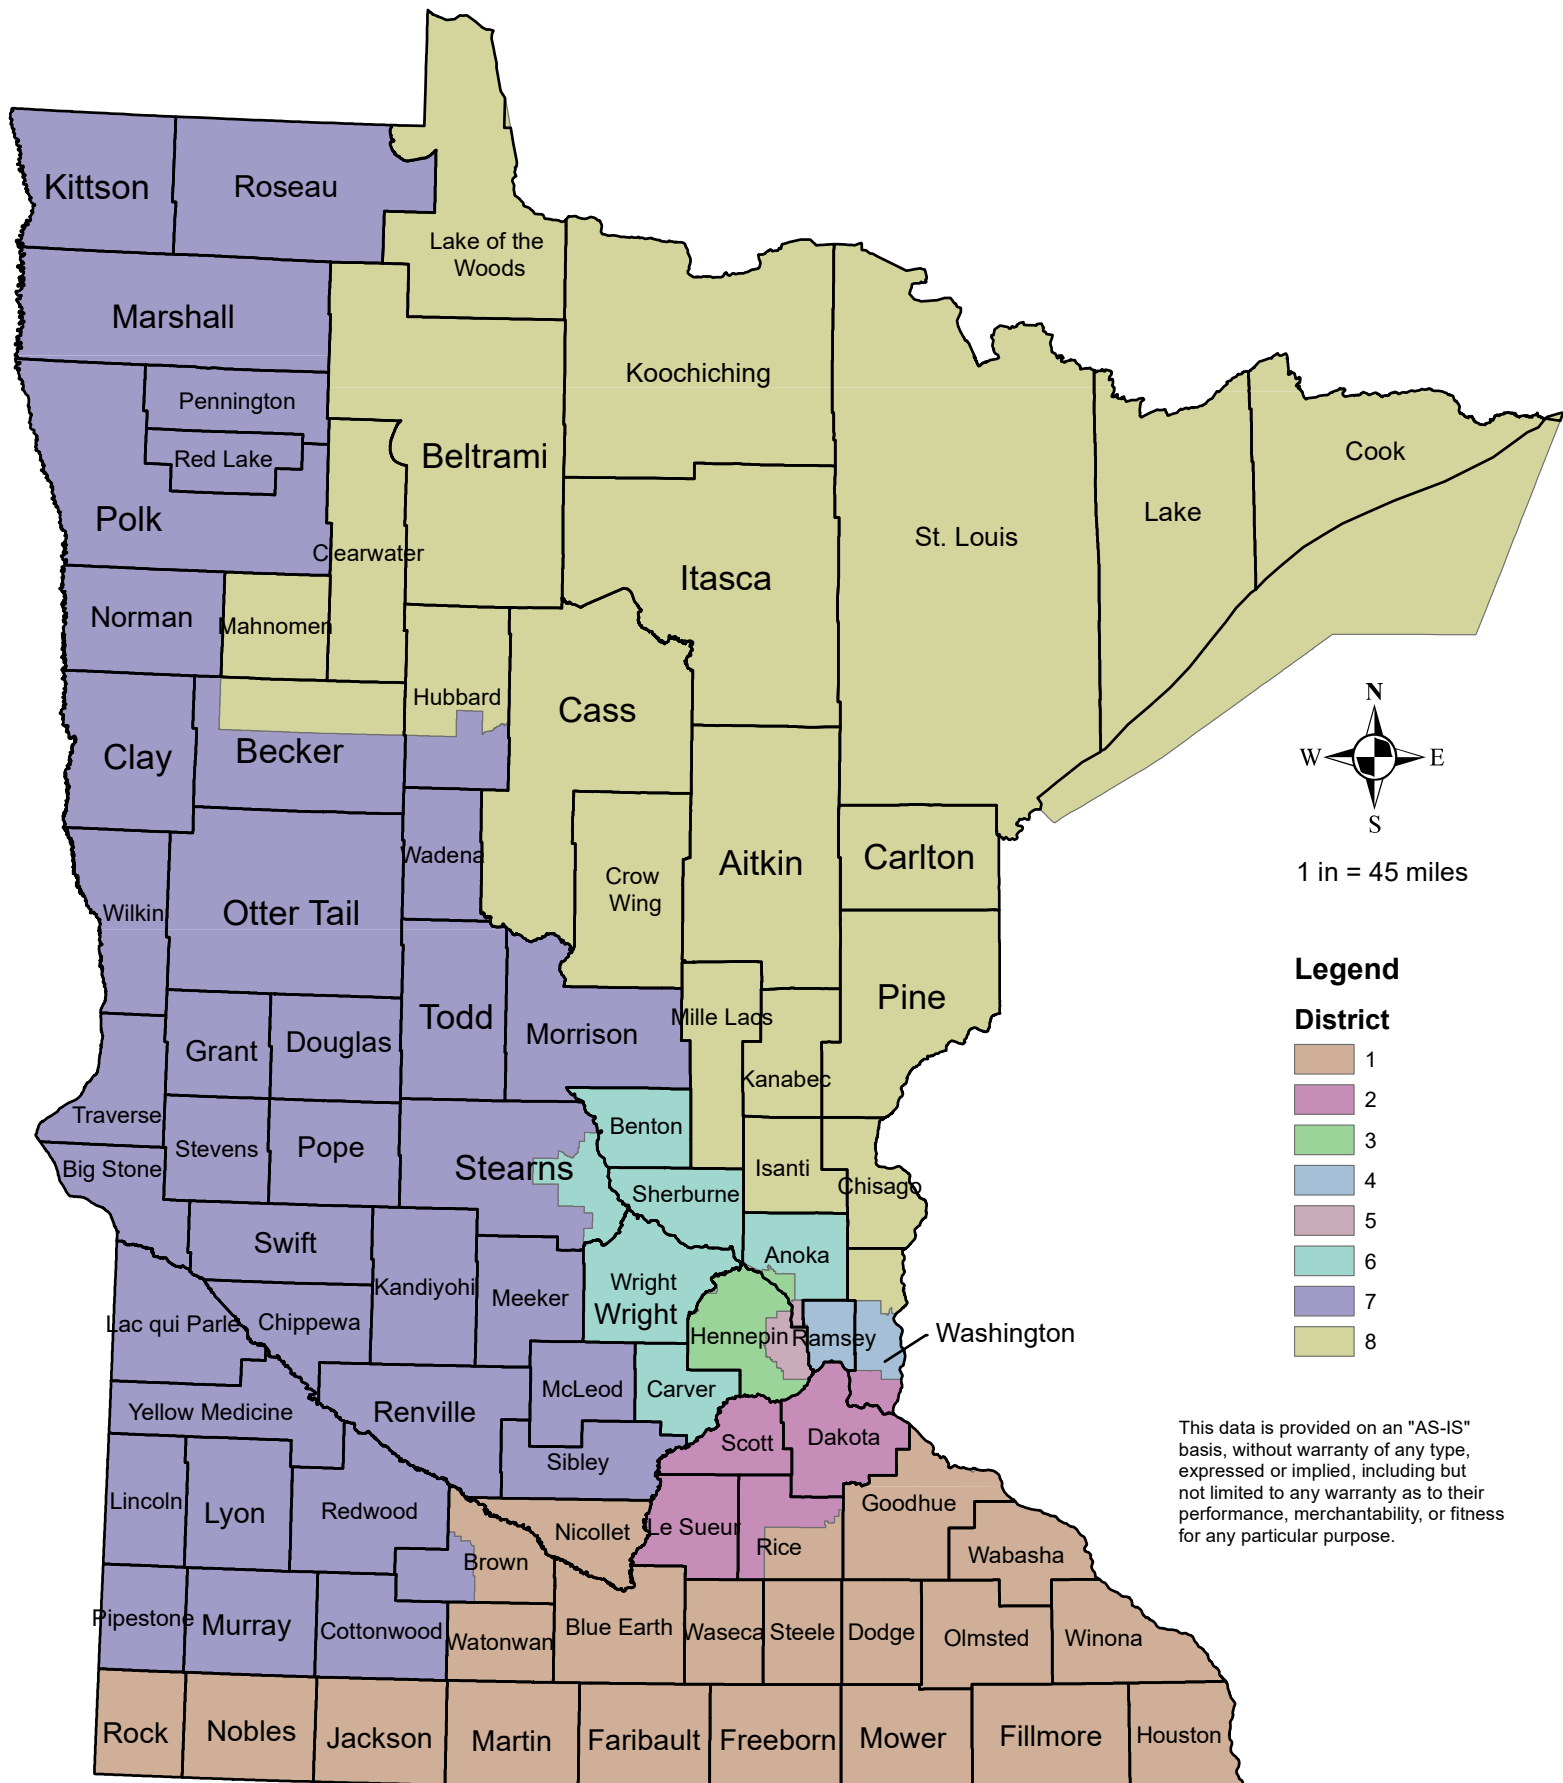 Kittson
Roseau
Lake of the
Woods
Marshall
Koochiching
Pennington
Red Lake
Beltrami
Cook
Polk
Lake
St. Louis
Clearwater
Itasca
Norman
Mahnomen
Hubbard
Cass
Becker
Clay
N
W
E
S
1 in = 45 miles
Wadena
Aitkin
Carlton
Crow
Wing
Wilkin
Otter Tail
Pine
Todd
Morrison
Mille Lacs
Grant
Douglas
Kanabec
Traverse
Benton
Stevens
Pope
Big Stone
Stearns
Isanti
Sherburne
Chisago
Swift
Anoka
Kandiyohi
Meeker
Wright
Wright
Lac qui Parle
Chippewa
Hennepin
Ramsey
Washington
McLeod
Carver
Yellow Medicine
Renville
Scott
Dakota
Sibley
Lincoln
Lyon
Redwood
Goodhue
Nicollet
Le Sueur
Rice
Brown
Wabasha
Pipestone
Murray
Cottonwood
Watonwan
Blue Earth
Waseca
Steele
Dodge
Olmsted
Winona
Rock
Nobles
Jackson
Martin
Faribault
Freeborn
Mower
Fillmore
Houston
Legend
District
1
2
3
4
5
6
7
8
This data is provided on an "AS-IS"
basis, without warranty of any type,
expressed or implied, including but
not limited to any warranty as to their
performance, merchantability, or fitness
for any particular purpose.